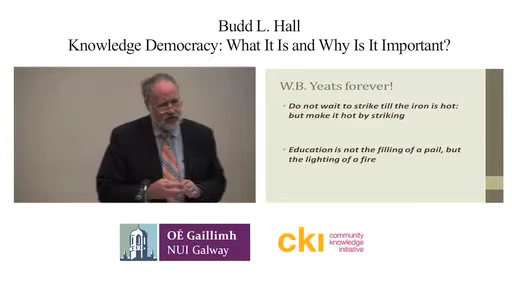 Budd L. Hall
Knowledge Democracy: What It Is and Why Is It Important?
W.B. Yeats forever!
Do not wait to strike till the iron is hot:
but make it hot by striking
Education is not the filling of a pail, but
the lighting of a fire
OÉ Gaillimh
NUI Galway
cki community
knowledge
initiative